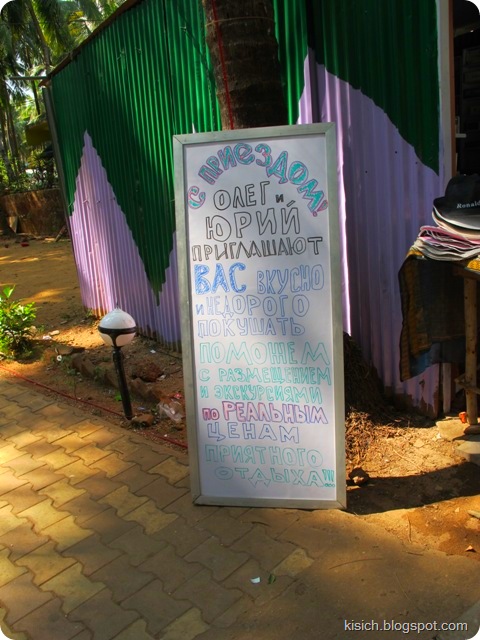 С ПРИЕЗДОМ!
ОЛЕГ и
ЮРИЙ
ПРИГЛАШАЮТ
ВАС ВКУСНО
И НЕДОРОГО
ПОКУШАТЬ
ПОМОЖЕМ
С РАЗМЕЩЕНИЕМ
И ЭКСКУРСИЯМИ
ПО РЕАЛЬНЫМ
ЦЕНАМ
ПРИЯТНОГО
ОТДЫХА!!!
Ronald
kisich.blogspot.com